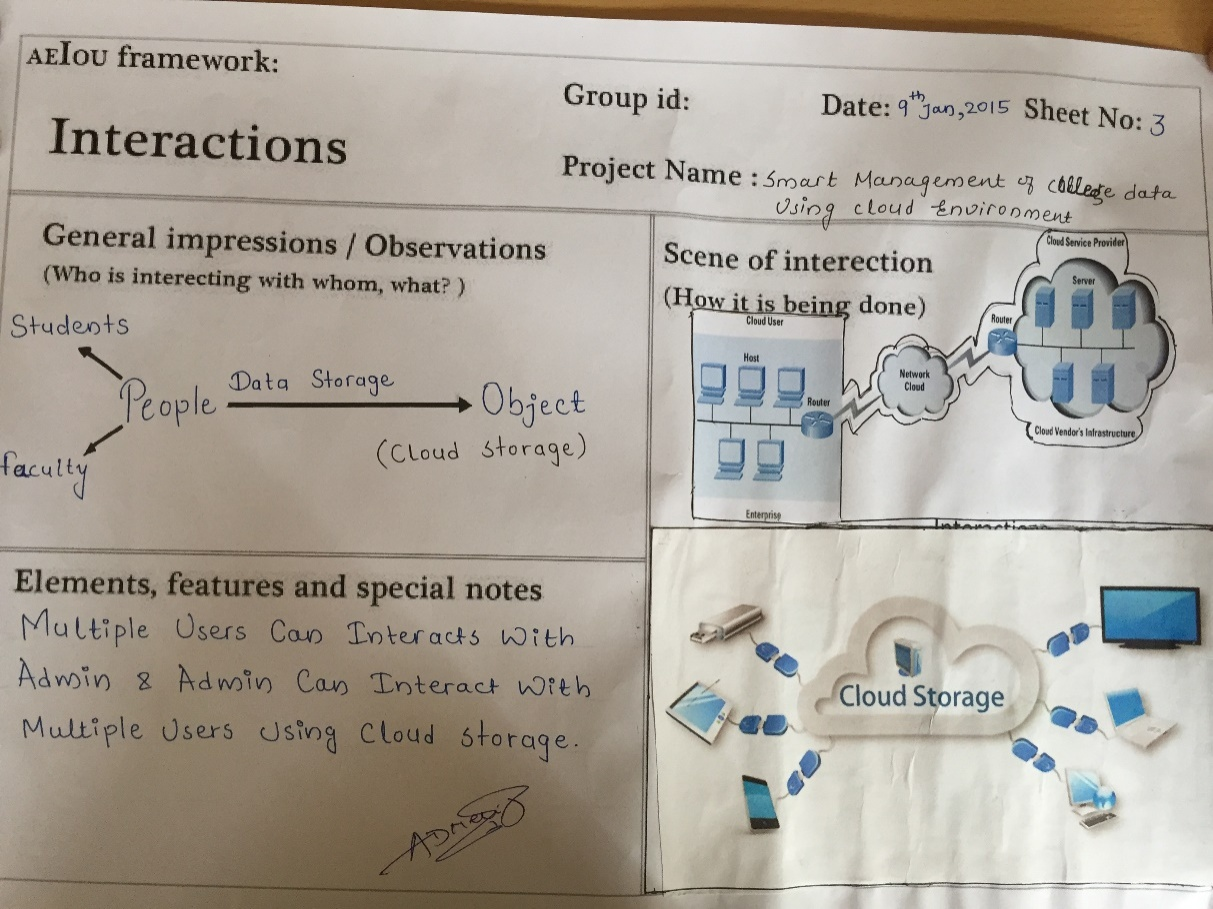 AEIOU framework:
Interactions
Group id:
Date: 9th Jan, 2015 Sheet No: 3
Project Name : Smart Management of College data
Using Cloud Environment
General impressions / Observations
(Who is interecting with whom, what? )
Students
People
Data Storage
Object
(Cloud Storage)
faculty
Scene of interection
(How it is being done)
Cloud User
Host
Router
Enterprise
Network
Cloud
Router
Cloud Service Provider
Server
Cloud Vendor's Infrastructure
Interactions
Elements, features and special notes
Multiple Users Can Interacts With
Admin & Admin Can Interact With
Multiple Users Using Cloud Storage.
Cloud Storage